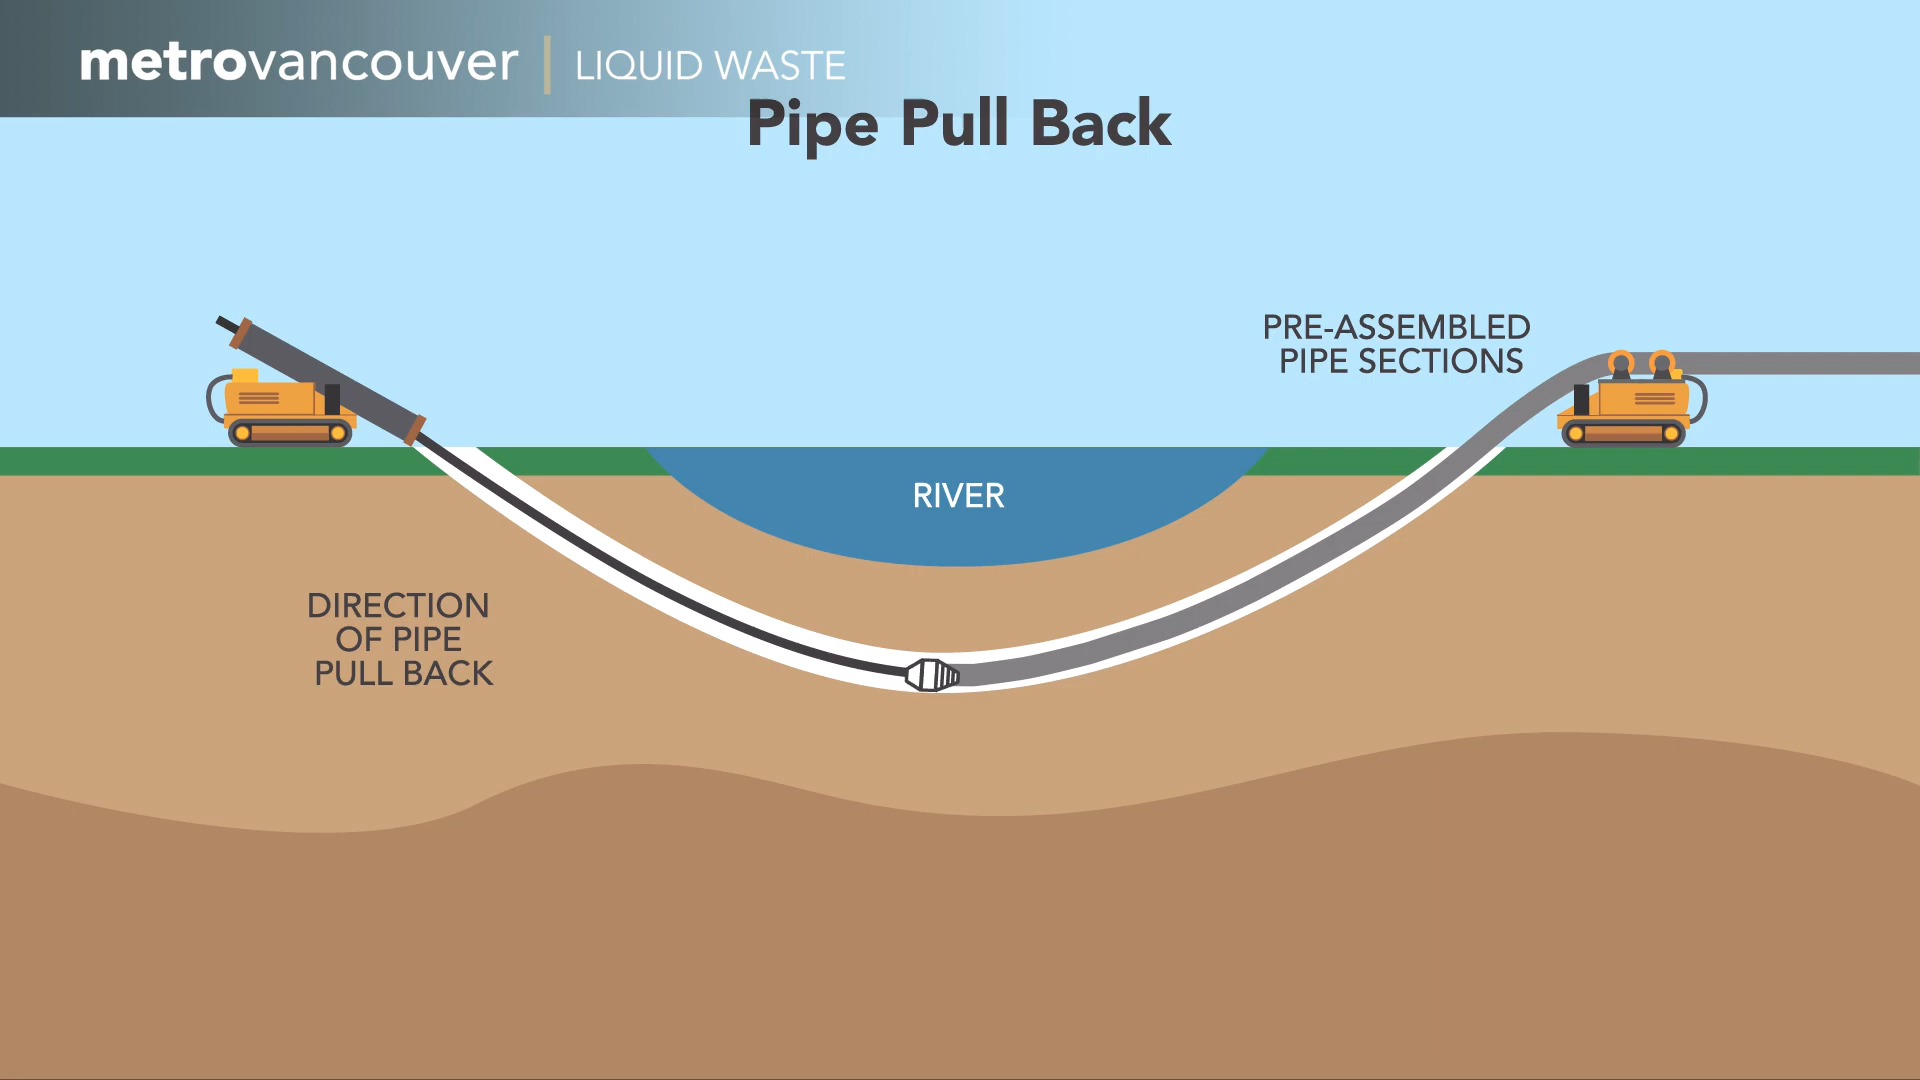 metrovancouver | LIQUID WASTE
Pipe Pull Back
PRE-ASSEMBLED
PIPE SECTIONS
RIVER
DIRECTION
OF PIPE
PULL BACK